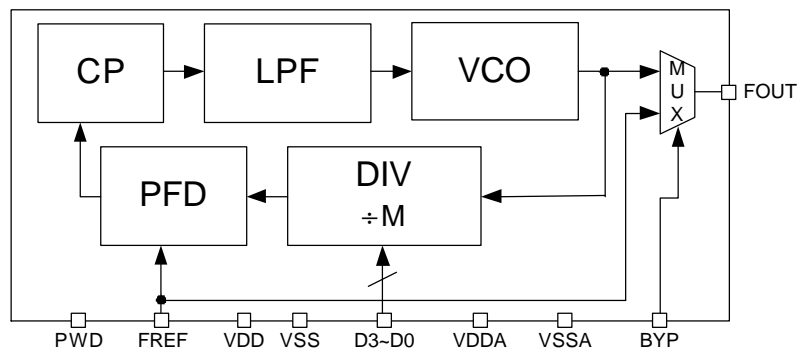 CP
LPF
VCO
M
U
X
FOUT
PFD
DIV
÷M
PWD
FREF
VDD
VSS
D3~D0
VDDA
VSSA
BYP